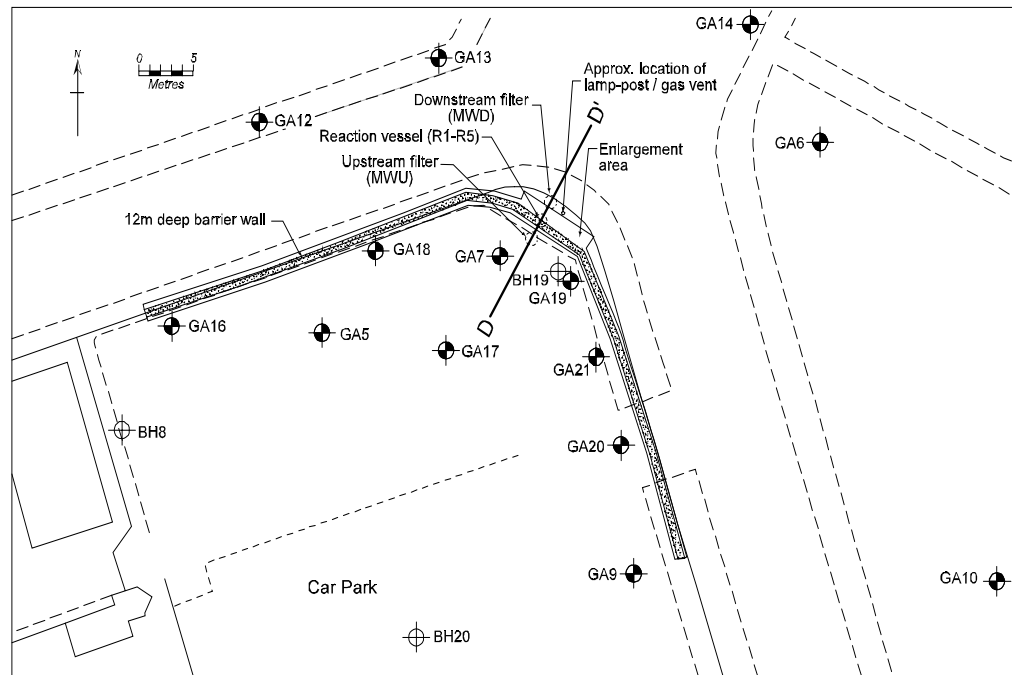 GA14
N
0 5
Metres
GA13
Approx. location of
lamp-post / gas vent
Downstream filter
(MWD)
D'
GA12
Reaction vessel (R1-R5)
Enlargement
area
GA6
Upstream filter
(MWU)
12m deep barrier wall
GA18
GA7
BH19
GA19
D
GA16
GA5
GA17
GA21
BH8
GA20
GA9
GA10
Car Park
BH20